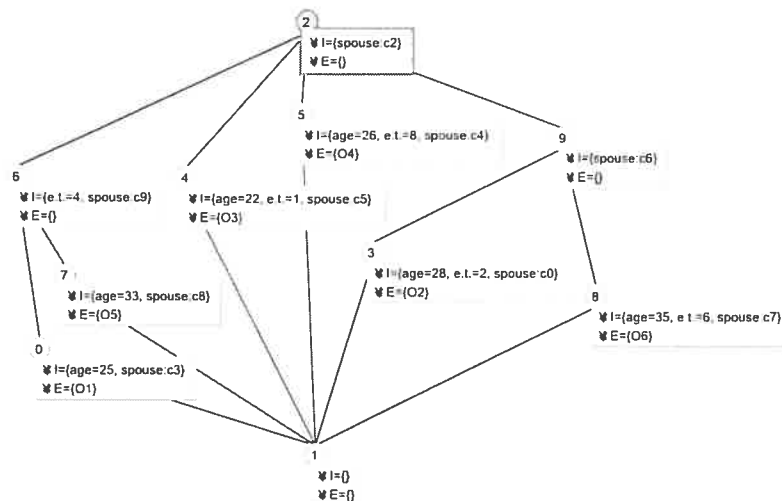 2
I={spouse:c2}
E={}
5
I={age=26, e.t.=8, spouse:c4}
E={O4}
9
I={spouse:c6}
E={}
6
I={e.t.=4, spouse:c9}
E={}
4
I={age=22, e.t.=1, spouse:c5}
E={O3}
3
I={age=28, e.t.=2, spouse:c0}
E={O2}
7
I={age=33, spouse:c8}
E={O5}
8
I={age=35, e.t.=6, spouse:c7}
E={O6}
0
I={age=25, spouse:c3}
E={O1}
1
I={}
E={}